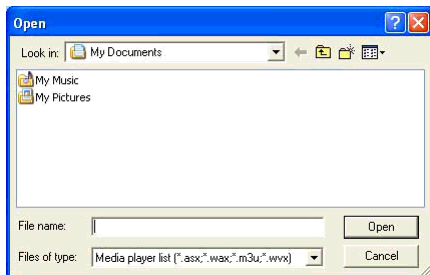 Open
Look in: My Documents
My Music
My Pictures
File name: Open
Files of type: Media player list (*.asx;*.wax;*.m3u;*.wvx) Cancel